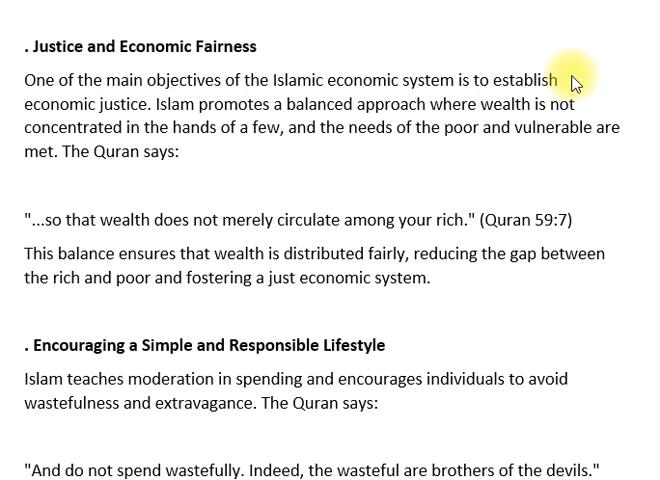 . Justice and Economic Fairness
One of the main objectives of the Islamic economic system is to establish
economic justice. Islam promotes a balanced approach where wealth is not
concentrated in the hands of a few, and the needs of the poor and vulnerable are
met. The Quran says:
"...so that wealth does not merely circulate among your rich." (Quran 59:7)
This balance ensures that wealth is distributed fairly, reducing the gap between
the rich and poor and fostering a just economic system.
. Encouraging a Simple and Responsible Lifestyle
Islam teaches moderation in spending and encourages individuals to avoid
wastefulness and extravagance. The Quran says:
"And do not spend wastefully. Indeed, the wasteful are brothers of the devils."